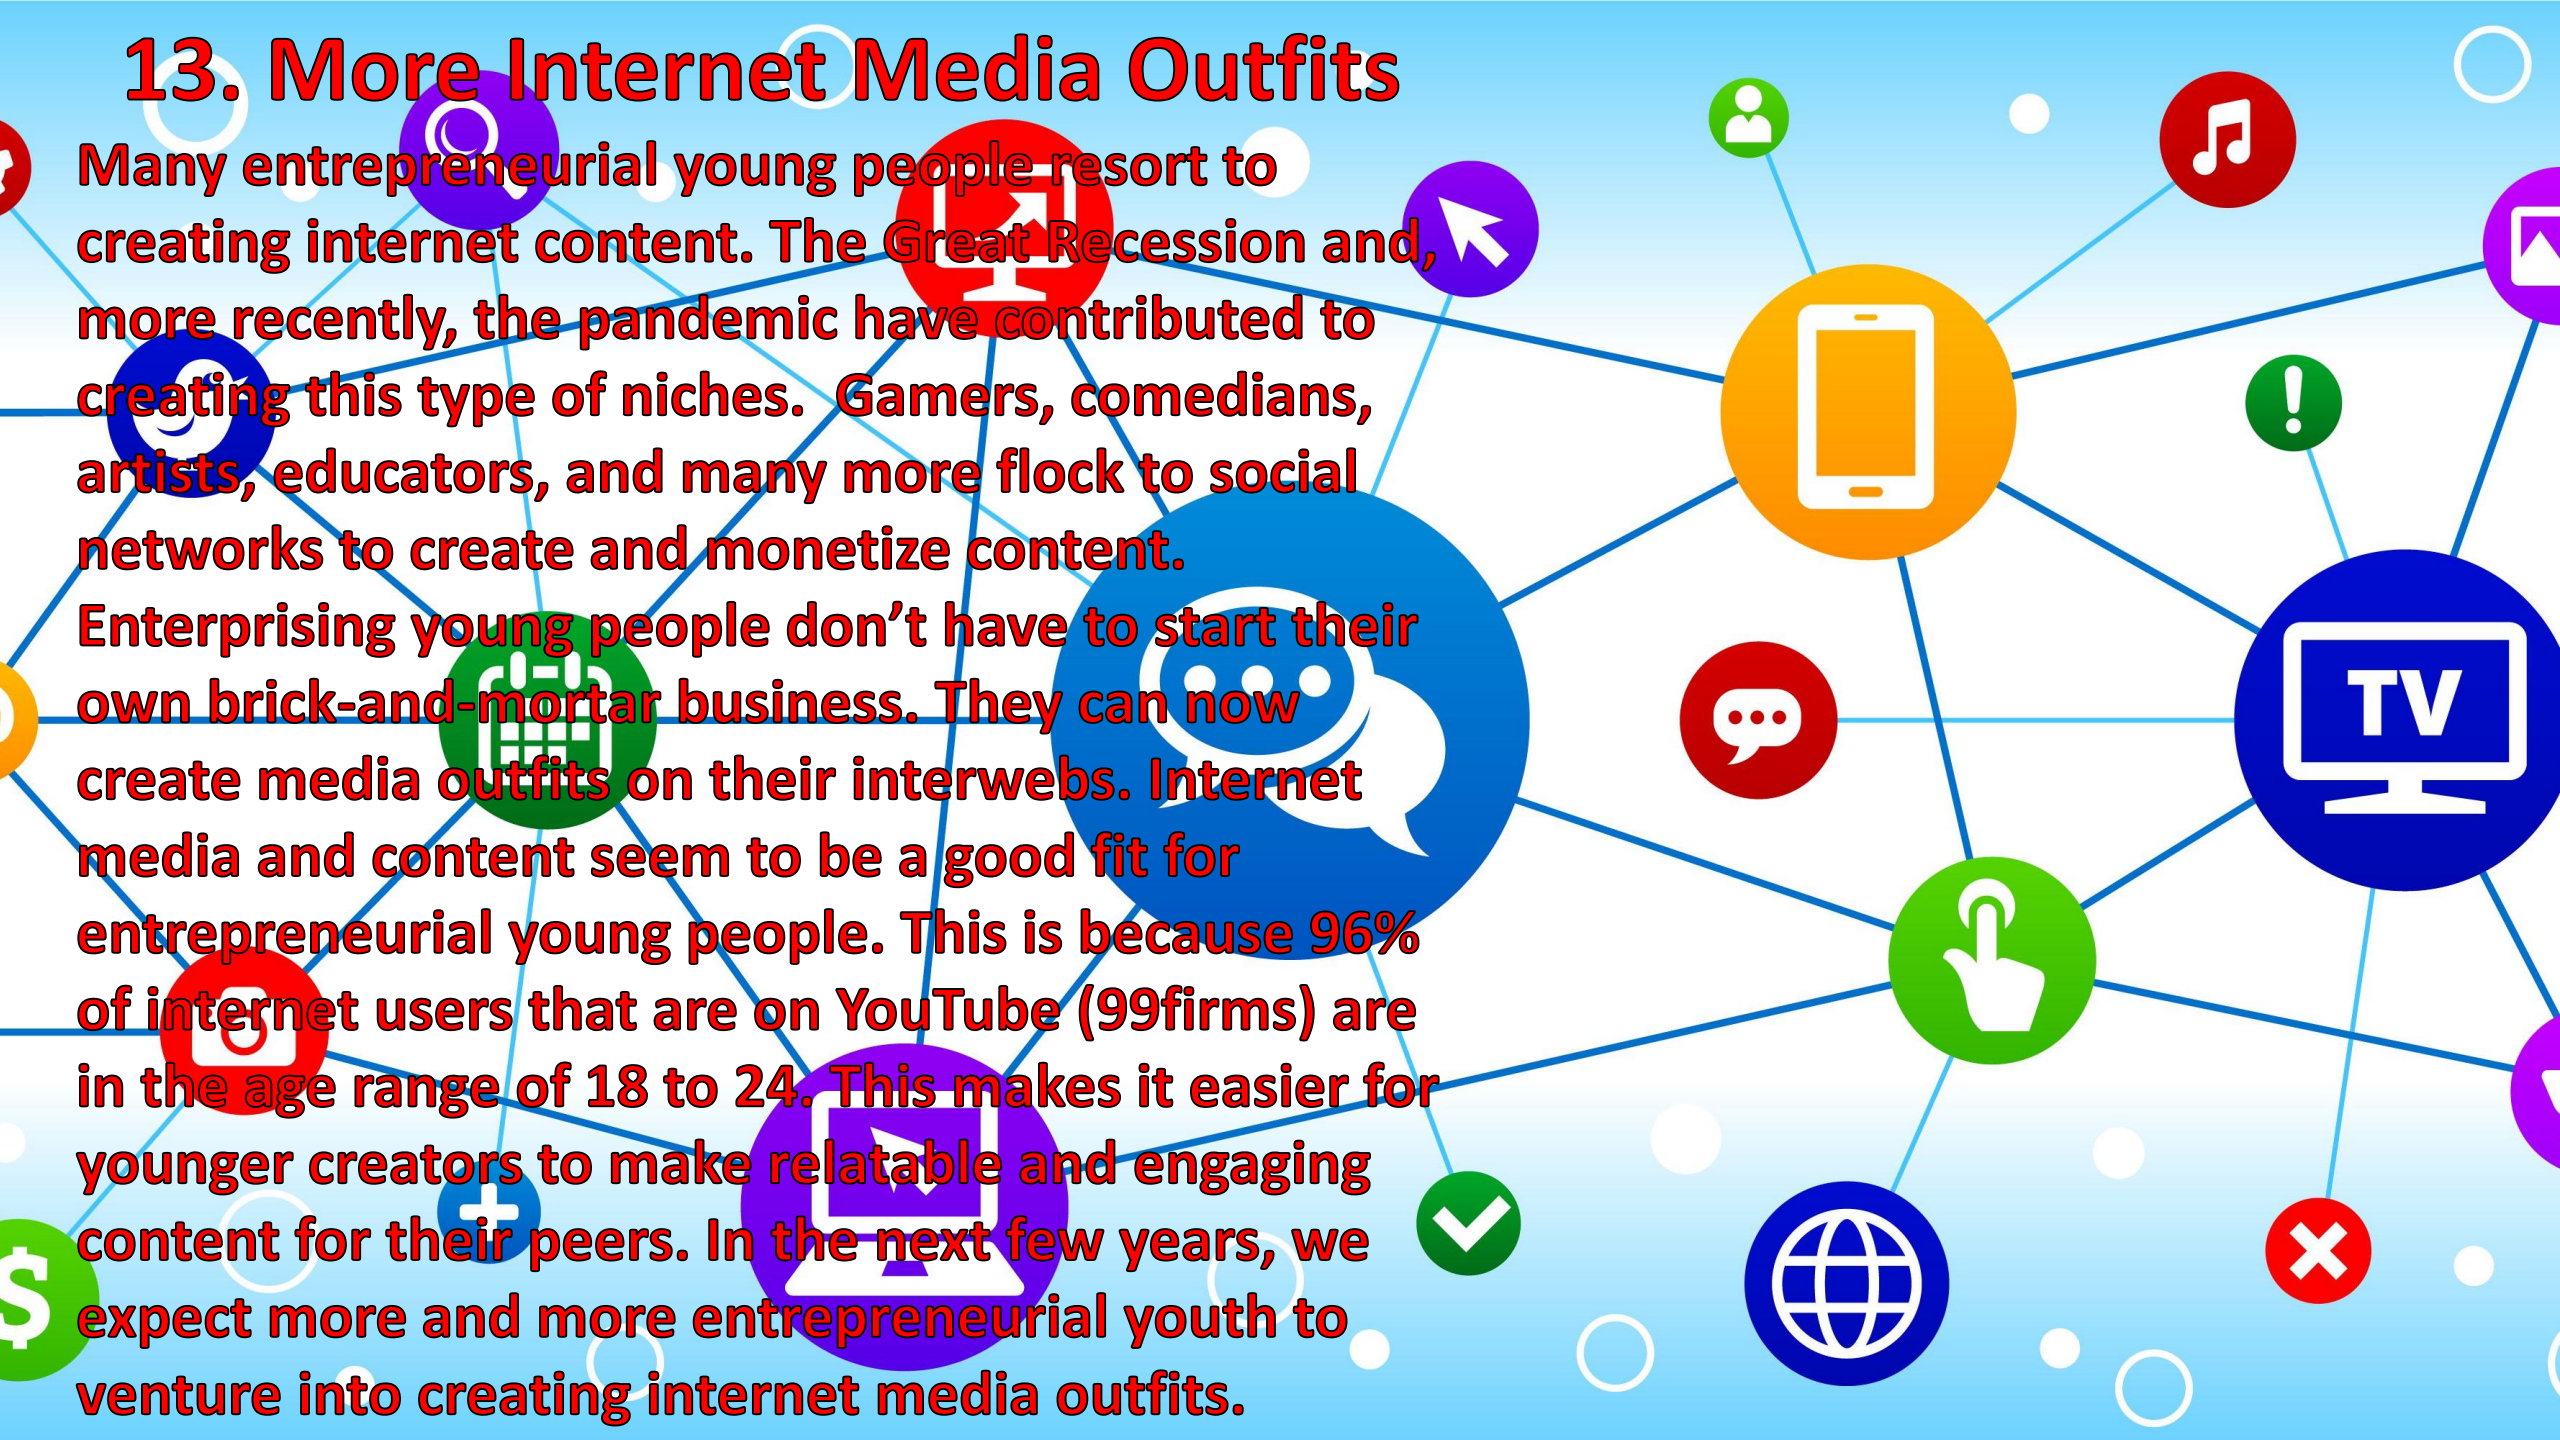 13. More Internet Media Outfits
Many entrepreneurial young people resort to
creating internet content. The Great Recession and,
more recently, the pandemic have contributed to
creating this type of niches.  Gamers, comedians,
artists, educators, and many more flock to social
networks to create and monetize content.
Enterprising young people don’t have to start their
own brick-and-mortar business. They can now
create media outfits on their interwebs. Internet
media and content seem to be a good fit for
entrepreneurial young people. This is because 96%
of internet users that are on YouTube (99firms) are
in the age range of 18 to 24. This makes it easier for
younger creators to make relatable and engaging
content for their peers. In the next few years, we
expect more and more entrepreneurial youth to
venture into creating internet media outfits.
TV
$